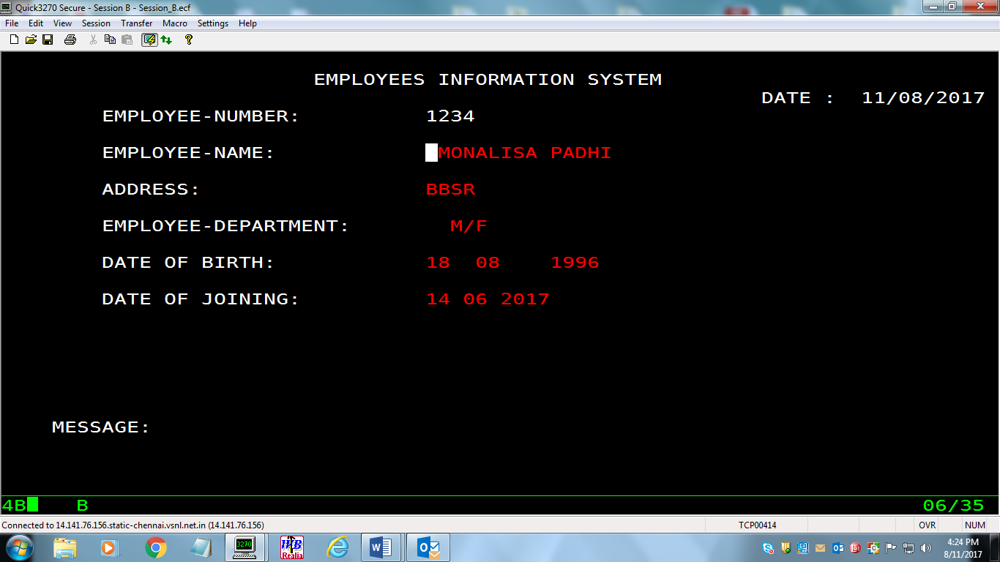 Quick3270 Secure - Session B - Session_B.ecf
File Edit View Session Transfer Macro Settings Help
EMPLOYEES INFORMATION SYSTEM
DATE : 11/08/2017
EMPLOYEE-NUMBER: 1234
EMPLOYEE-NAME: MONALISA PADHI
ADDRESS: BBSR
EMPLOYEE-DEPARTMENT: M/F
DATE OF BIRTH: 18 08 1996
DATE OF JOINING: 14 06 2017
MESSAGE:
4B B 06/35
Connected to 14.141.76.156.static-chennai.vsnl.net.in (14.141.76.156) TCP00414 OVR NUM
3270 Realia 4:24 PM
8/11/2017